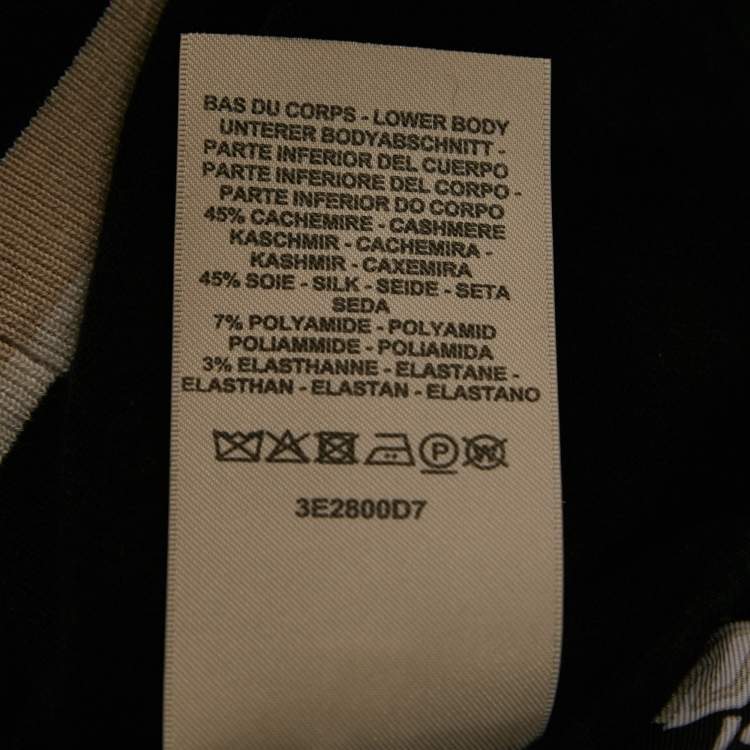 BAS DU CORPS - LOWER BODY
UNTERER BODYABSCHNITT -
PARTE INFERIOR DEL CUERPO
PARTE INFERIORE DEL CORPO -
PARTE INFERIOR DO CORPO
45% CACHEMIRE - CASHMERE
KASCHMIR - CACHEMIRA -
KASHMIR - CAXEMIRA
45% SOIE - SILK - SEIDE - SETA
SEDA
7% POLYAMIDE - POLYAMID
POLIAMMIDE - POLIAMIDA
3% ELASTHANNE - ELASTANE -
ELASTHAN - ELASTAN - ELASTANO
P W
3E2800D7